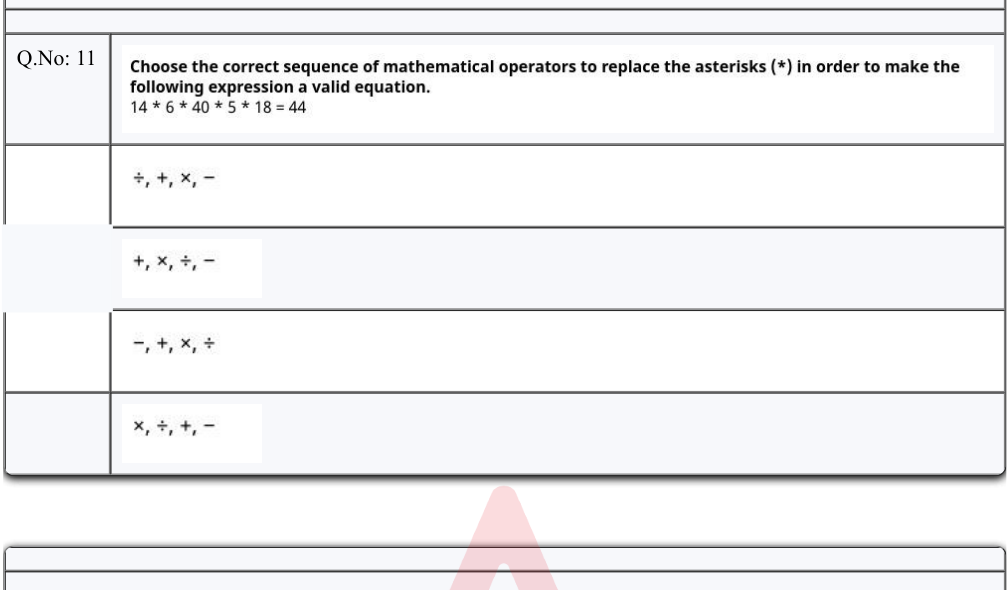 Q.No: 11
Choose the correct sequence of mathematical operators to replace the asterisks (*) in order to make the
following expression a valid equation.
14 * 6 * 40 * 5 * 18 = 44
÷, +, ×, −
+, ×, ÷, −
−, +, ×, ÷
×, ÷, +, −